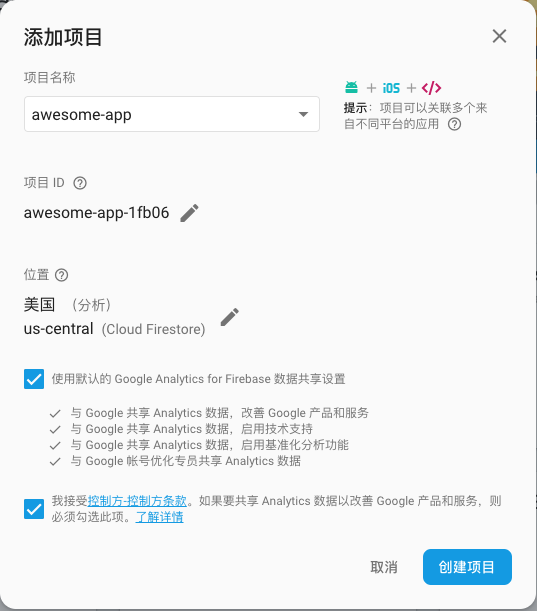 添加项目
项目名称
awesome-app
+ iOS + </>
提示：项目可以关联多个来
自不同平台的应用
项目 ID
awesome-app-1fb06
位置
美国 （分析）
us-central (Cloud Firestore)
使用默认的 Google Analytics for Firebase 数据共享设置
与 Google 共享 Analytics 数据，改善 Google 产品和服务
与 Google 共享 Analytics 数据，启用技术支持
与 Google 共享 Analytics 数据，启用基准化分析功能
与 Google 帐号优化专员共享 Analytics 数据
我接受控制方-控制方条款。如果要共享 Analytics 数据以改善 Google 产品和服务，则
必须勾选此项。了解详情
取消 创建项目